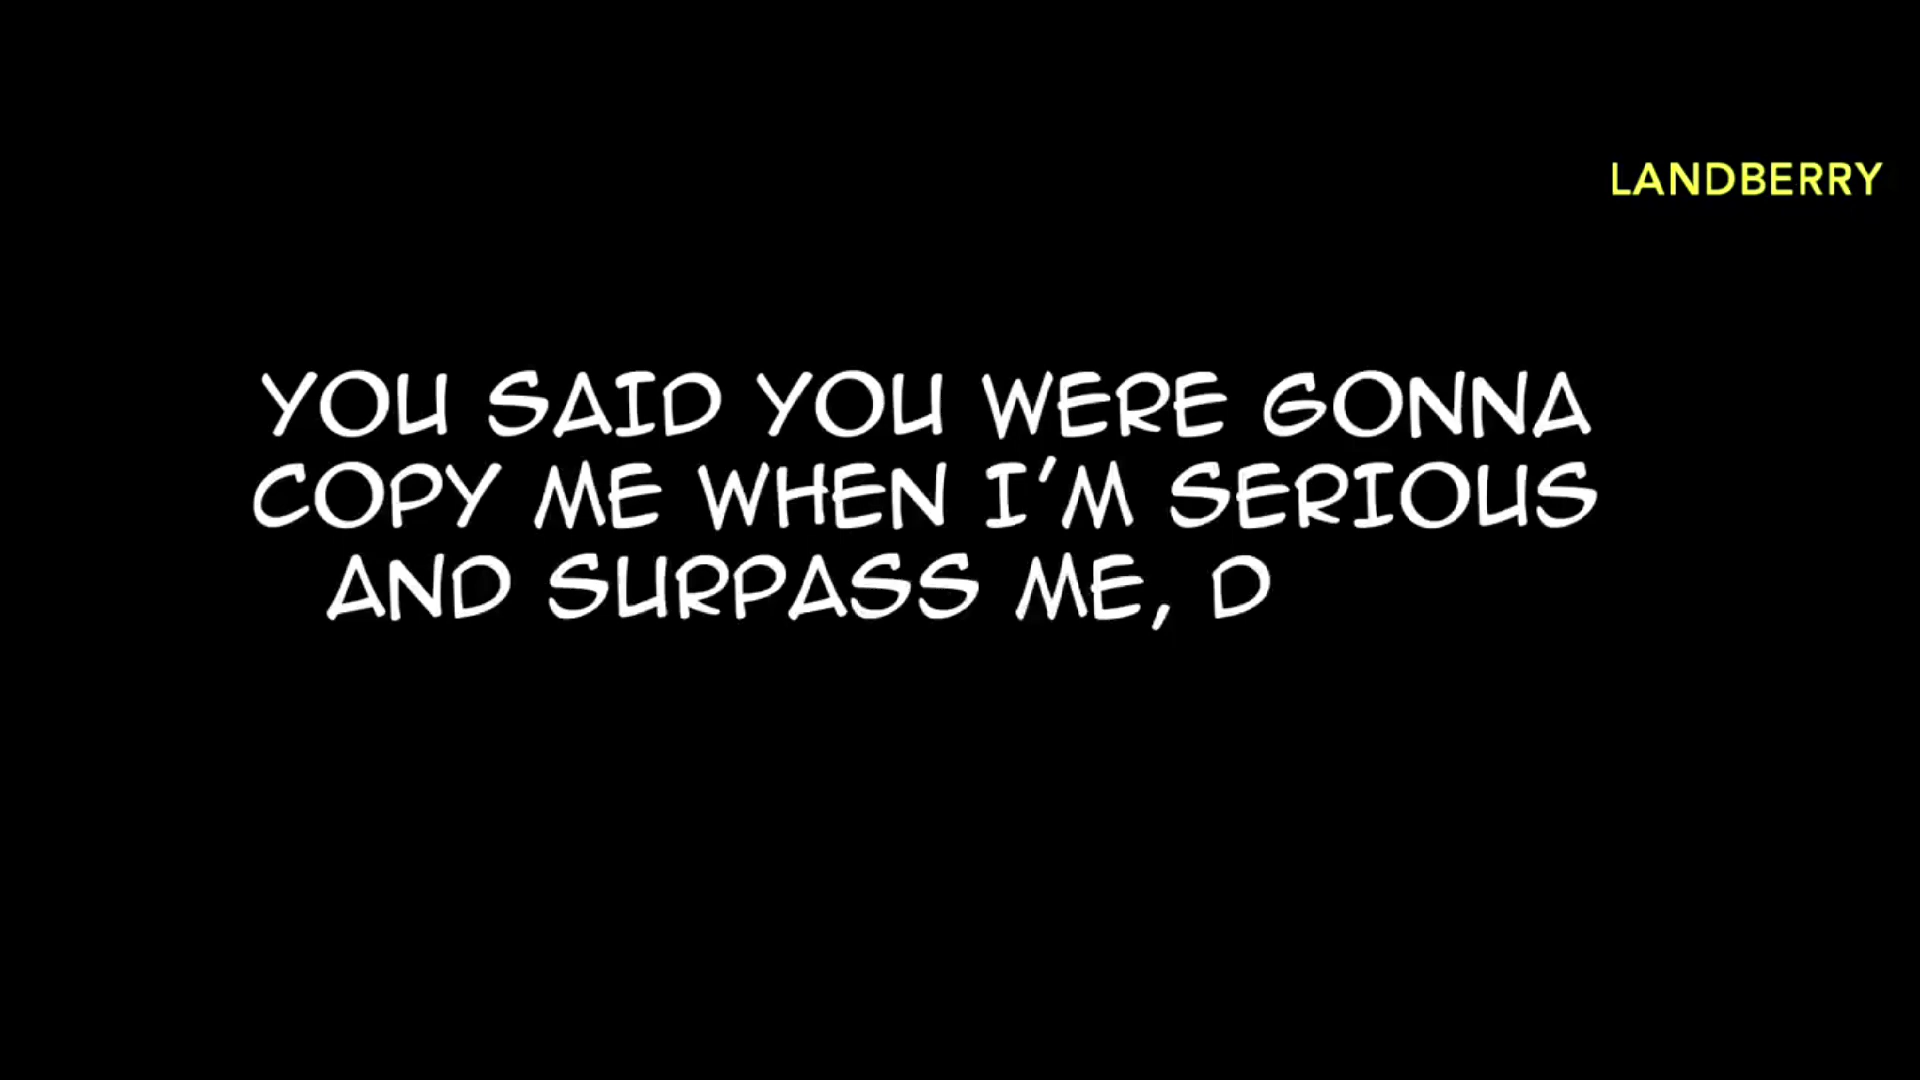 LANDBERRY
YOU SAID YOU WERE GONNA
COPY ME WHEN I'M SERIOUS
AND SURPASS ME, D